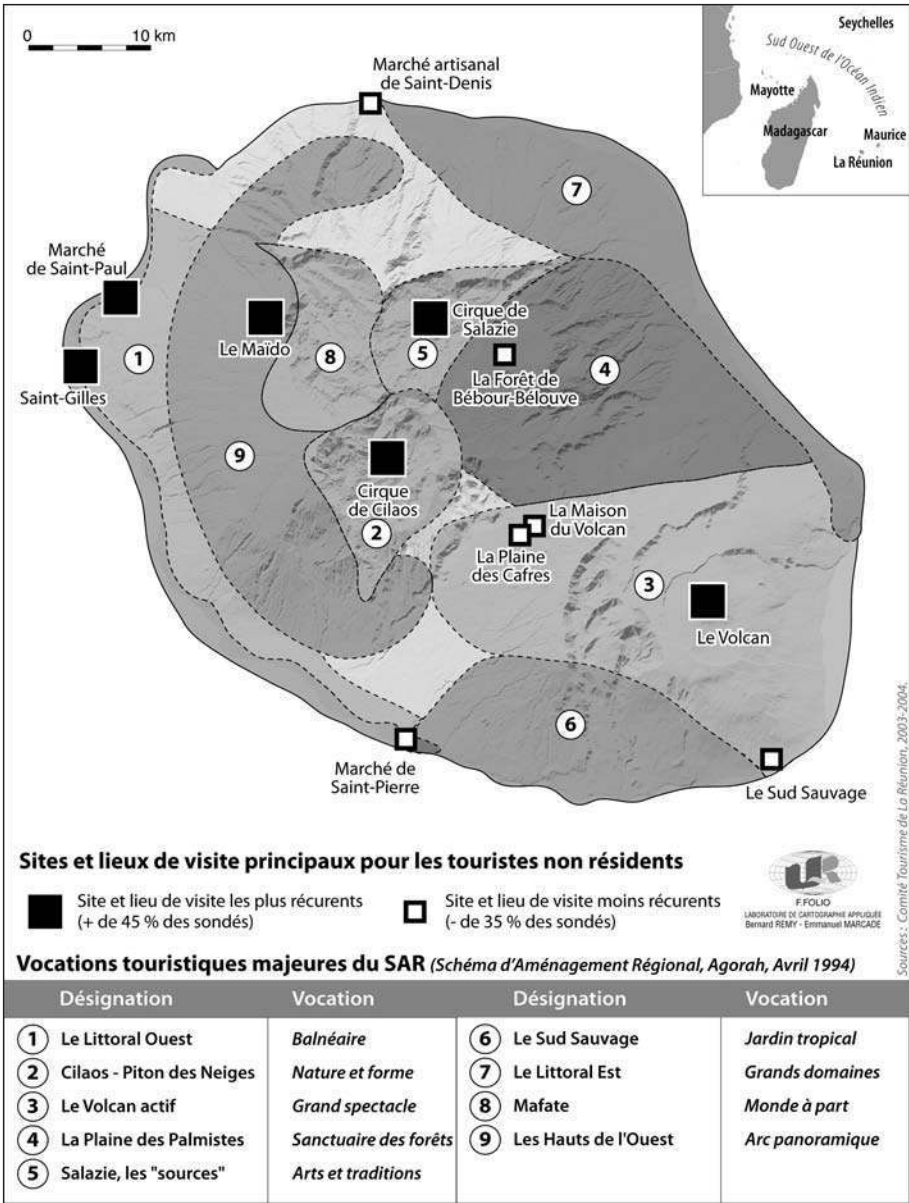 0 10 km
Seychelles
Sud Ouest de l'Océan Indien
Mayotte
Madagascar
Maurice
La Réunion
Marché artisanal
de Saint-Denis
7
Marché
de Saint-Paul
1
Saint-Gilles
Le Maïdo
8
Cirque de
Salazie
5
La Forêt de
Bébour-Bélouve
4
9
Cirque
de Cilaos
2
La Maison
du Volcan
La Plaine
des Cafres
3
Le Volcan
6
Marché de
Saint-Pierre
Le Sud Sauvage
Sources : Comité Tourisme de La Réunion, 2003-2004.
Sites et lieux de visite principaux pour les touristes non résidents
Site et lieu de visite les plus récurents
(+ de 45 % des sondés)
Site et lieu de visite moins récurents
(- de 35 % des sondés)
UR
F.FOLIO
LABORATOIRE DE CARTOGRAPHIE APPLIQUÉE
Bernard REMY - Emmanuel MARCADE
Vocations touristiques majeures du SAR (Schéma d'Aménagement Régional, Agorah, Avril 1994)
Désignation Vocation Désignation Vocation
1 Le Littoral Ouest Balnéaire 6 Le Sud Sauvage Jardin tropical
2 Cilaos - Piton des Neiges Nature et forme 7 Le Littoral Est Grands domaines
3 Le Volcan actif Grand spectacle 8 Mafate Monde à part
4 La Plaine des Palmistes Sanctuaire des forêts 9 Les Hauts de l'Ouest Arc panoramique
5 Salazie, les "sources" Arts et traditions